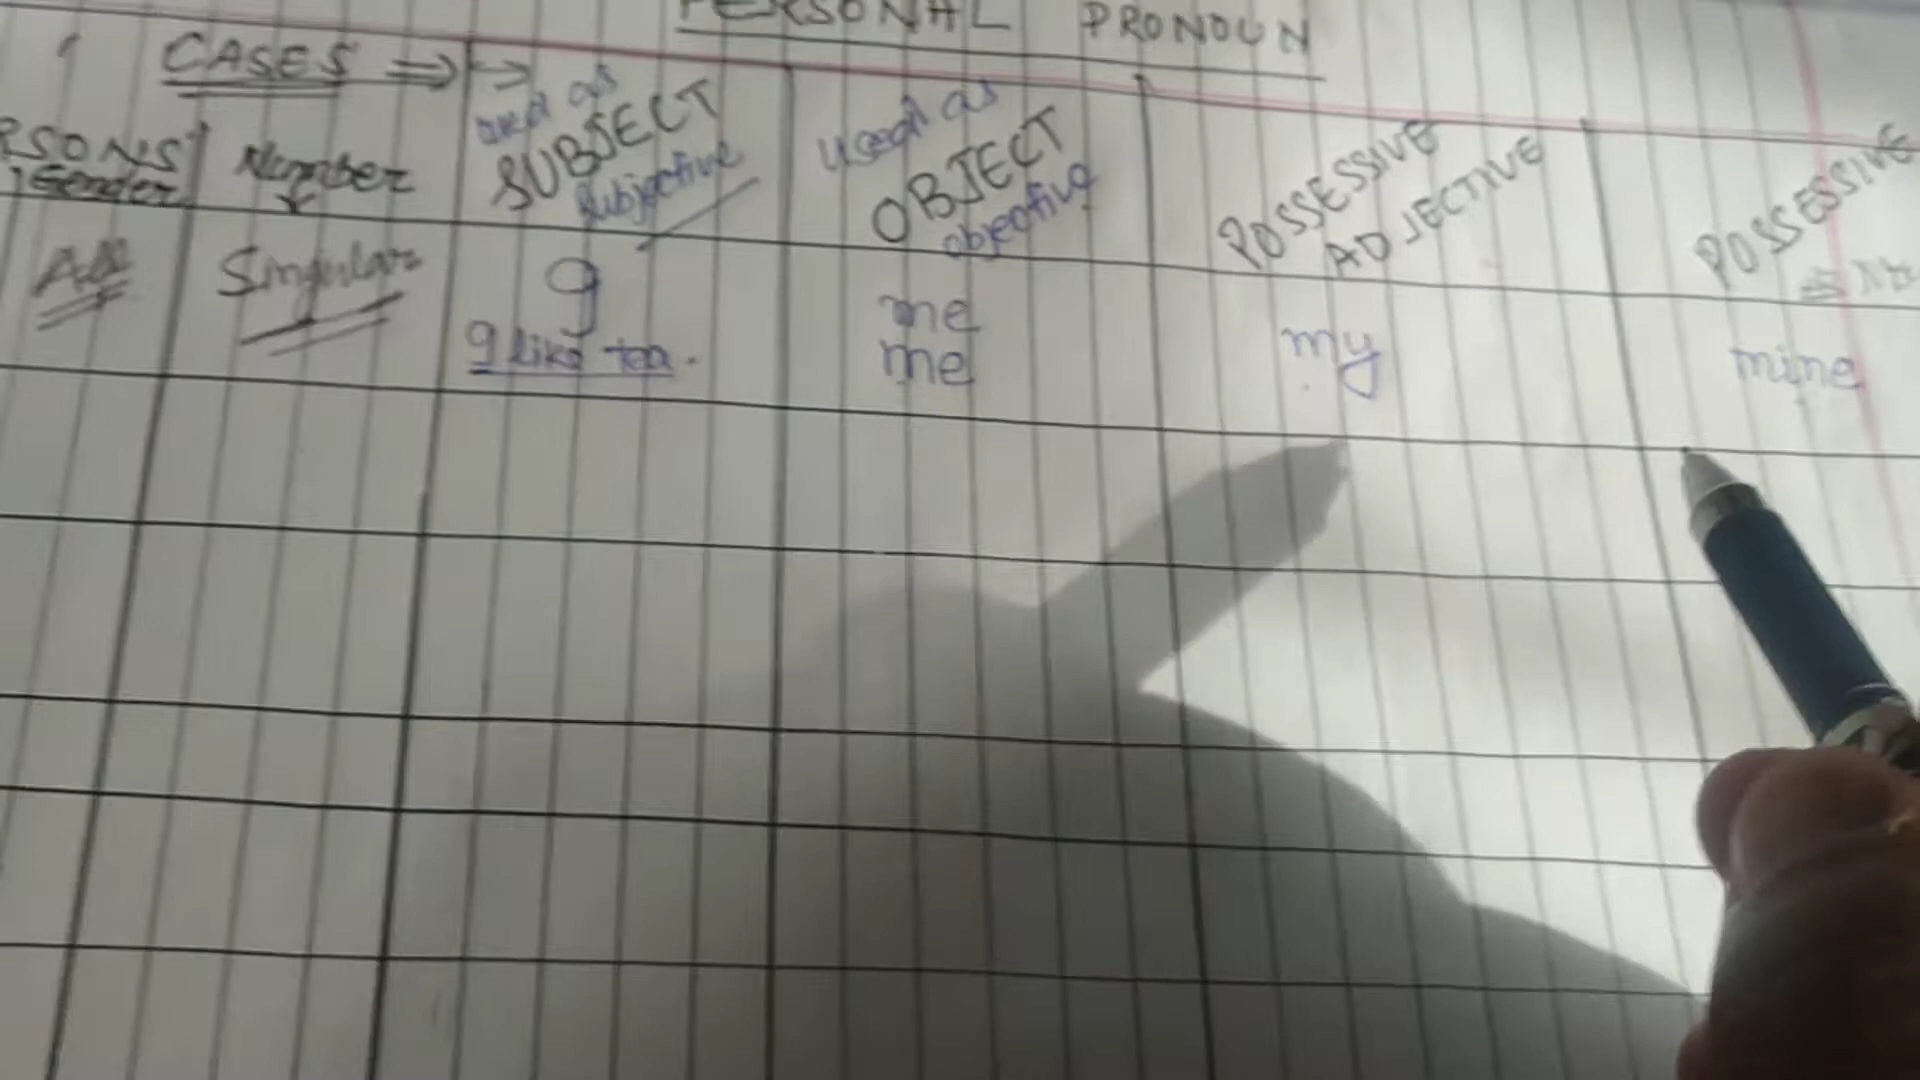 PERSONAL PRONOUN
CASES ⇒ →
RSONS Gender
Number
used as SUBJECT subjective
used as OBJECT objective
POSSESSIVE ADJECTIVE
POSSESSIVE
All Singular I me
I like tea. me my mine